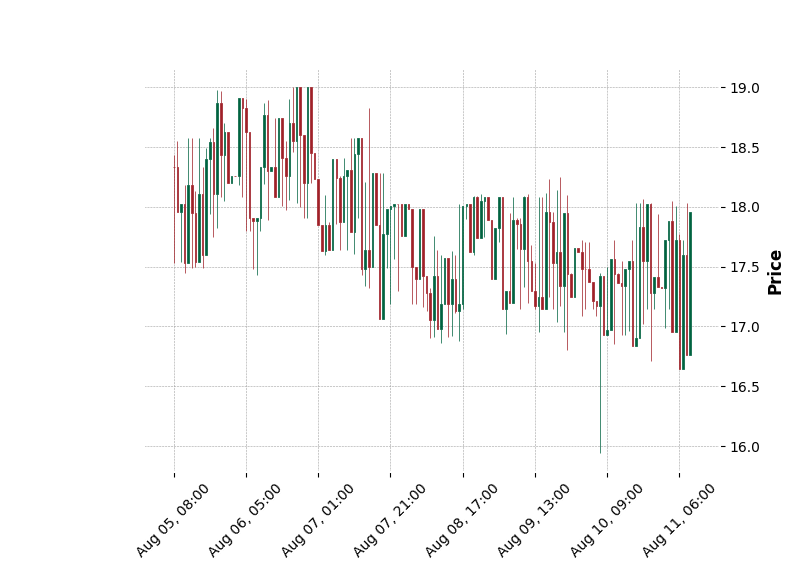 19.0
18.5
18.0
17.5
17.0
16.5
16.0
Price
Aug 05, 08:00
Aug 06, 05:00
Aug 07, 01:00
Aug 07, 21:00
Aug 08, 17:00
Aug 09, 13:00
Aug 10, 09:00
Aug 11, 06:00